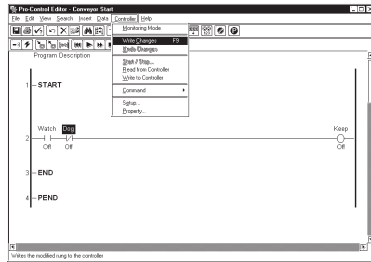 Pro-Control Editor - Conveyor Start
File Edit View Search Insert Data Controller Help
Monitoring Mode
Write Changes F9
Undo Changes
Start / Stop...
Read from Controller
Write to Controller
Command
Setup...
Property...
Program Description
1 START
Watch Dog Keep
2
Off Off Off
3 END
4 PEND
Writes the modified rung to the controller